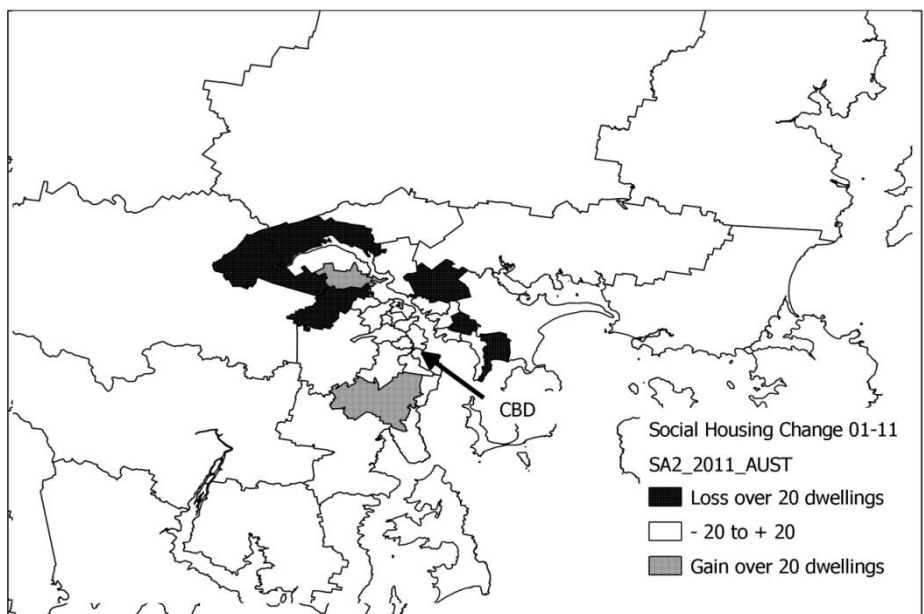 CBD
Social Housing Change 01-11
SA2_2011_AUST
Loss over 20 dwellings
- 20 to + 20
Gain over 20 dwellings